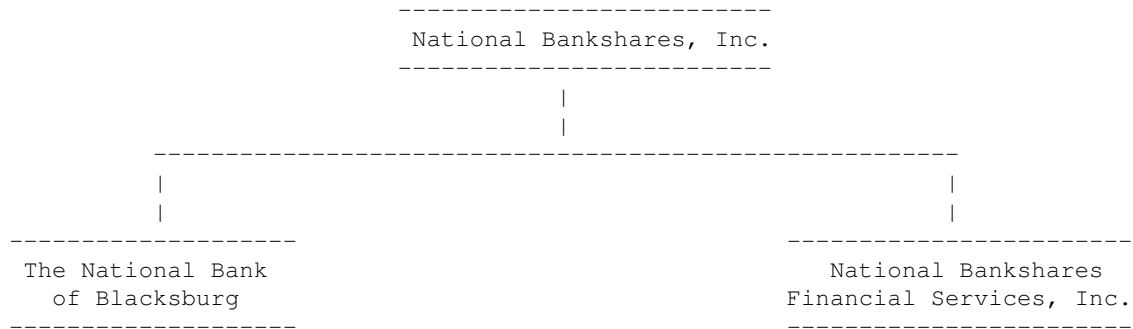 National Bankshares, Inc.
The National Bank
of Blacksburg
National Bankshares
Financial Services, Inc.